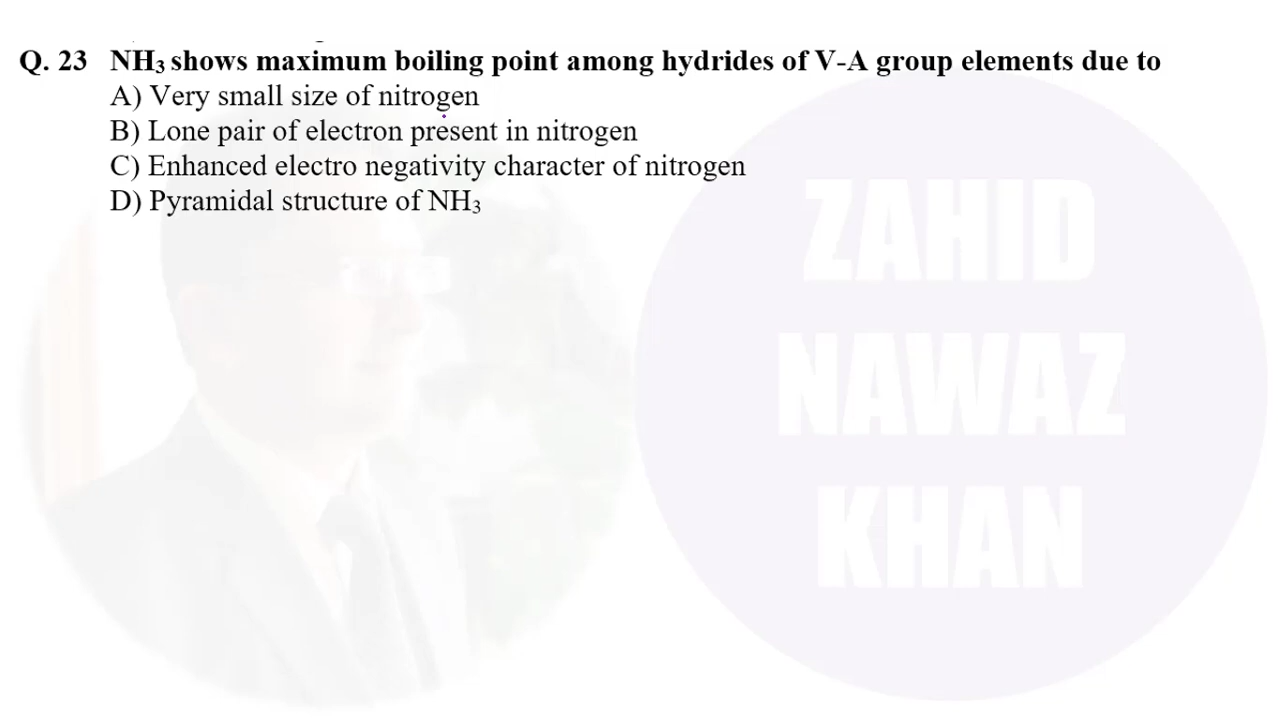 Q. 23 NH₃ shows maximum boiling point among hydrides of V-A group elements due to
A) Very small size of nitrogen
B) Lone pair of electron present in nitrogen
C) Enhanced electro negativity character of nitrogen
D) Pyramidal structure of NH₃
ZAHID
NAWAZ
KHAN